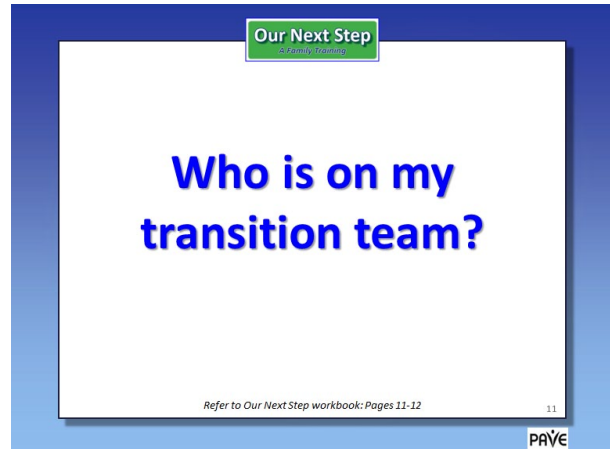 Our Next Step
A Family Training
Who is on my
transition team?
Refer to Our Next Step workbook: Pages 11-12
11
PAVE